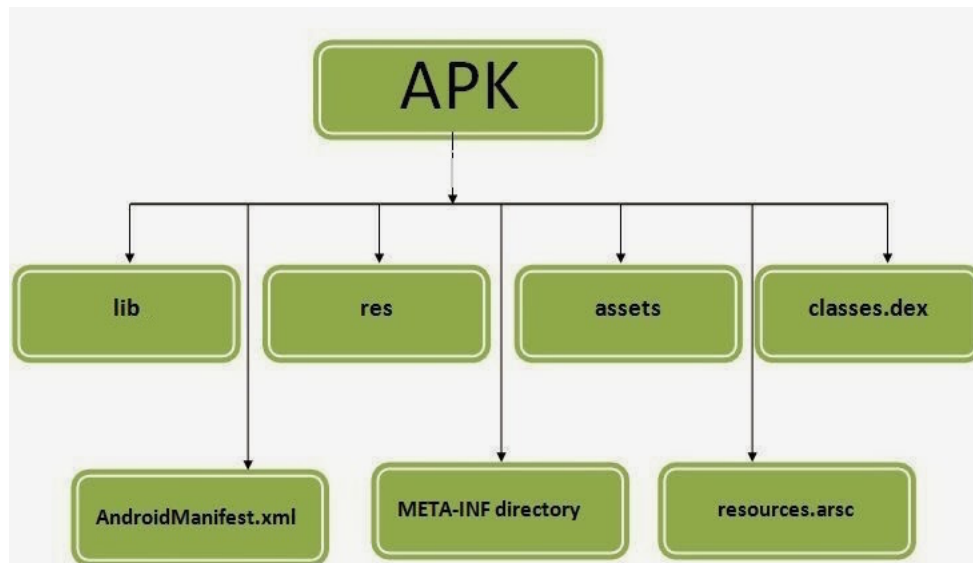 APK
lib
res
assets
classes.dex
AndroidManifest.xml
META-INF directory
resources.arsc